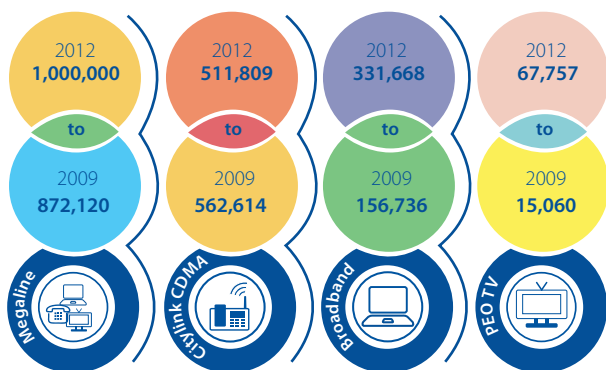 2012
1,000,000
to
2009
872,120
Megaline
2012
511,809
to
2009
562,614
Citylink CDMA
2012
331,668
to
2009
156,736
Broadband
2012
67,757
to
2009
15,060
PEO TV